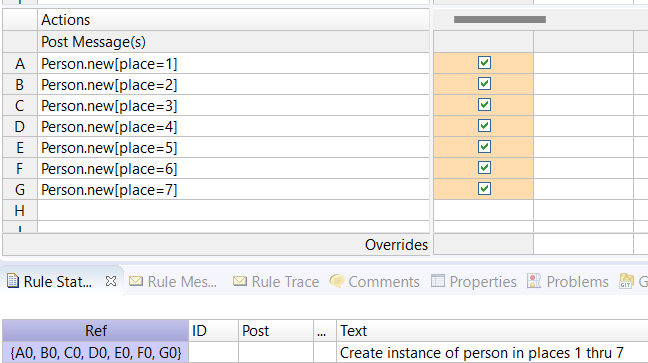 Actions
Post Message(s)
A Person.new[place=1]
B Person.new[place=2]
C Person.new[place=3]
D Person.new[place=4]
E Person.new[place=5]
F Person.new[place=6]
G Person.new[place=7]
H
I
Overrides
Rule Stat... Rule Mes... Rule Trace Comments Properties Problems G
Ref ID Post ... Text
{A0, B0, C0, D0, E0, F0, G0} Create instance of person in places 1 thru 7